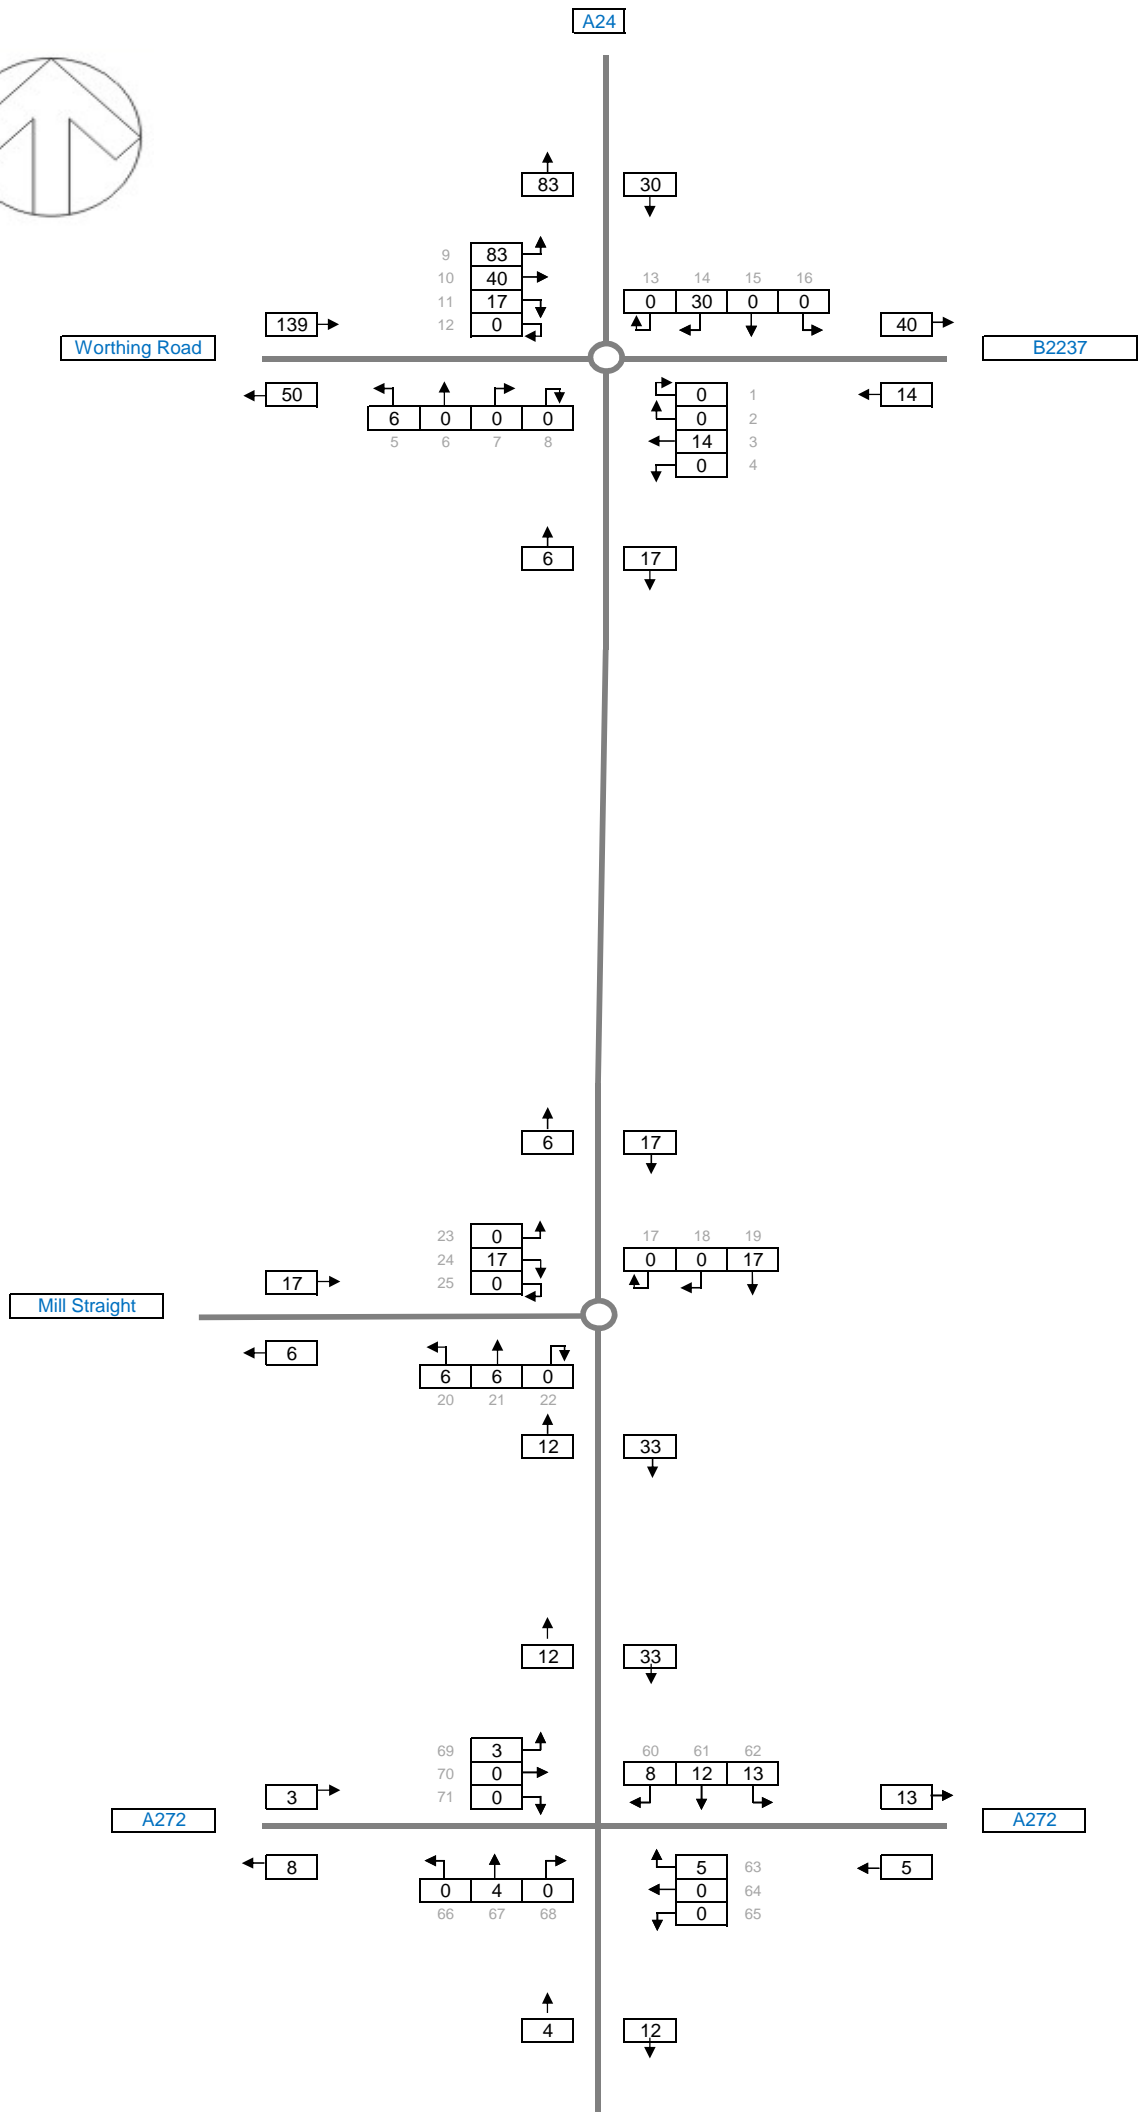 A24
83 30
9 83
10 40 13 14 15 16
11 17 0 30 0 0
139 12 0 40
Worthing Road B2237
50 0 1 14
6 0 0 0 0 2
5 6 7 8 14 3
0 4
6 17
6 17
23 0 17 18 19
24 17 0 0 17
17 25 0
Mill Straight
6
6 6 0
20 21 22
12 33
12 33
69 3 60 61 62
70 0 8 12 13
3 71 0 13
A272 A272
8 5 63 5
0 4 0 0 64
66 67 68 0 65
4 12